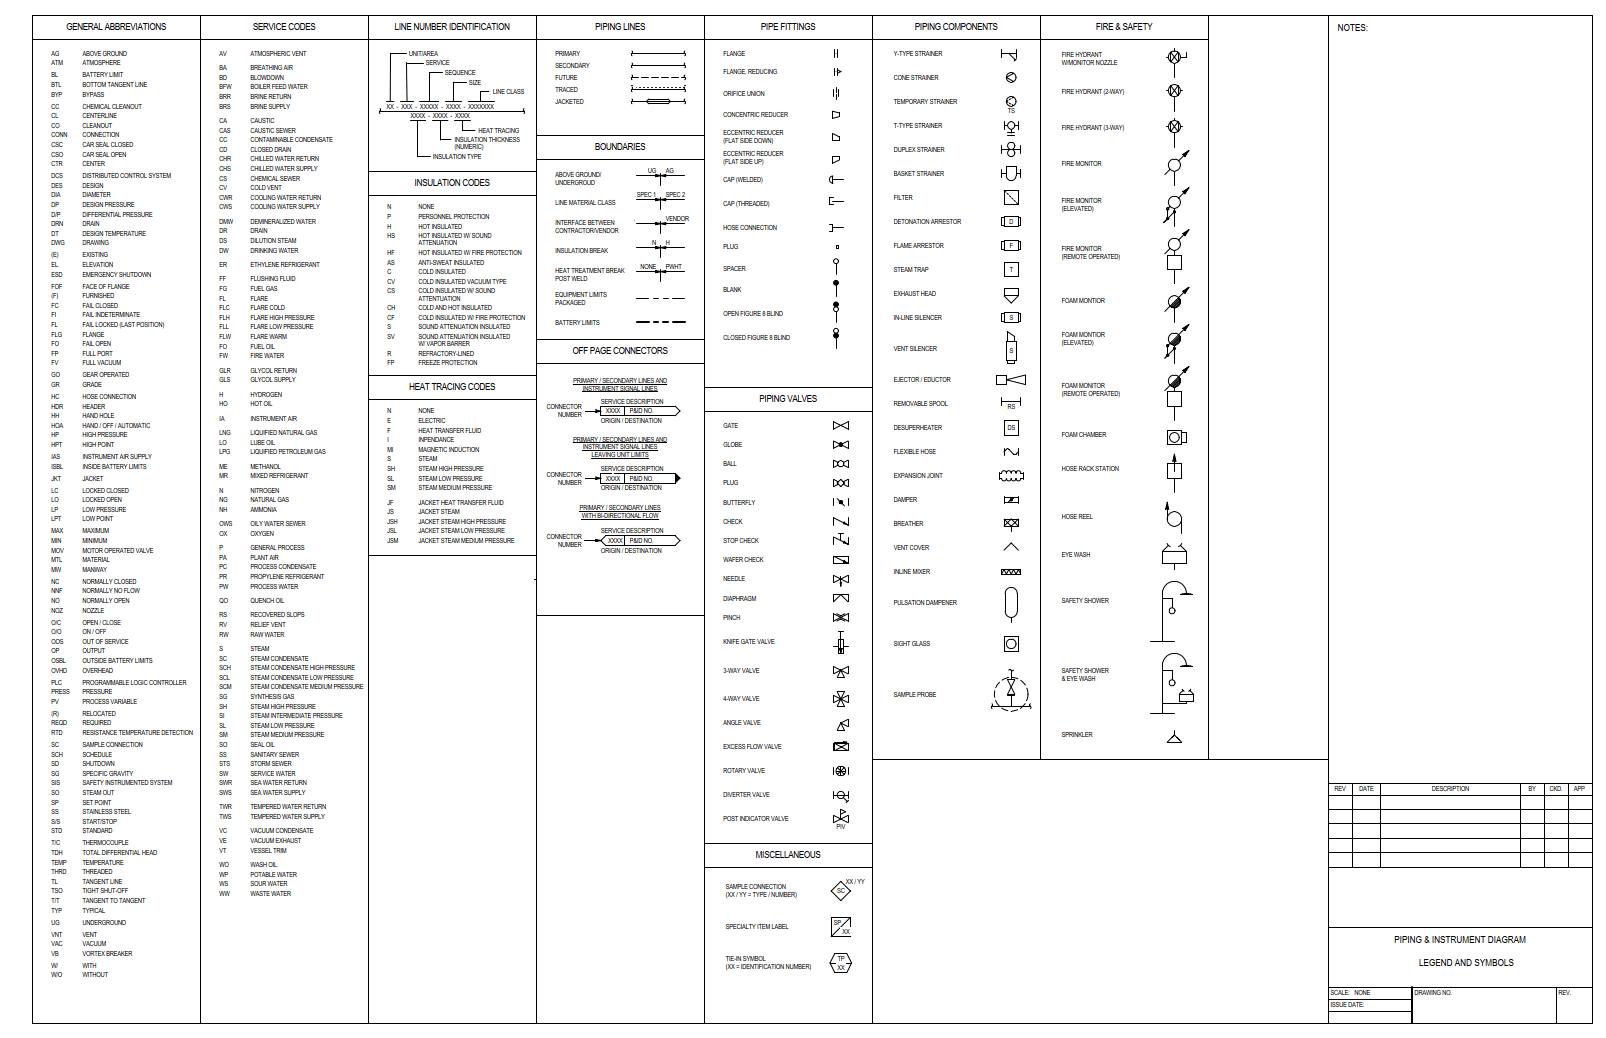 GENERAL ABBREVIATIONS
AG ABOVE GROUND
ATM ATMOSPHERE
BL BATTERY LIMIT
BTL BOTTOM TANGENT LINE
BYP BYPASS
CC CHEMICAL CLEANOUT
CL CENTERLINE
CO CLEANOUT
CONN CONNECTION
CSC CAR SEAL CLOSED
CSO CAR SEAL OPEN
CTR CENTER
DCS DISTRIBUTED CONTROL SYSTEM
DES DESIGN
DIA DIAMETER
DP DESIGN PRESSURE
D/P DIFFERENTIAL PRESSURE
DRN DRAIN
DT DESIGN TEMPERATURE
DWG DRAWING
(E) EXISTING
EL ELEVATION
ESD EMERGENCY SHUTDOWN
FOF FACE OF FLANGE
(F) FURNISHED
FC FAIL CLOSED
FI FAIL INDETERMINATE
FL FAIL LOCKED (LAST POSITION)
FLG FLANGE
FO FAIL OPEN
FP FULL PORT
FV FULL VACUUM
GO GEAR OPERATED
GR GRADE
HC HOSE CONNECTION
HDR HEADER
HH HAND HOLE
HOA HAND / OFF / AUTOMATIC
HP HIGH PRESSURE
HPT HIGH POINT
IAS INSTRUMENT AIR SUPPLY
ISBL INSIDE BATTERY LIMITS
JKT JACKET
LC LOCKED CLOSED
LO LOCKED OPEN
LP LOW PRESSURE
LPT LOW POINT
MAX MAXIMUM
MIN MINIMUM
MOV MOTOR OPERATED VALVE
MTL MATERIAL
MW MANWAY
NC NORMALLY CLOSED
NNF NORMALLY NO FLOW
NO NORMALLY OPEN
NOZ NOZZLE
O/C OPEN / CLOSE
O/O ON / OFF
OOS OUT OF SERVICE
OP OUTPUT
OSBL OUTSIDE BATTERY LIMITS
OVHD OVERHEAD
PLC PROGRAMMABLE LOGIC CONTROLLER
PRESS PRESSURE
PV PROCESS VARIABLE
(R) RELOCATED
REQD REQUIRED
RTD RESISTANCE TEMPERATURE DETECTION
SC SAMPLE CONNECTION
SCH SCHEDULE
SD SHUTDOWN
SG SPECIFIC GRAVITY
SIS SAFETY INSTRUMENTED SYSTEM
SO STEAM OUT
SP SET POINT
SS STAINLESS STEEL
S/S START/STOP
STD STANDARD
T/C THERMOCOUPLE
TDH TOTAL DIFFERENTIAL HEAD
TEMP TEMPERATURE
THRD THREADED
TL TANGENT LINE
TSO TIGHT SHUT-OFF
T/T TANGENT TO TANGENT
TYP TYPICAL
UG UNDERGROUND
VNT VENT
VAC VACUUM
VB VORTEX BREAKER
W/ WITH
W/O WITHOUT
SERVICE CODES
AV ATMOSPHERIC VENT
BA BREATHING AIR
BD BLOWDOWN
BFW BOILER FEED WATER
BRR BRINE RETURN
BRS BRINE SUPPLY
CA CAUSTIC
CAS CAUSTIC SEWER
CC CONTAMINABLE CONDENSATE
CD CLOSED DRAIN
CHR CHILLED WATER RETURN
CHS CHILLED WATER SUPPLY
CS CHEMICAL SEWER
CV COLD VENT
CWR COOLING WATER RETURN
CWS COOLING WATER SUPPLY
DMW DEMINERALIZED WATER
DR DRAIN
DS DILUTION STEAM
DW DRINKING WATER
ER ETHYLENE REFRIGERANT
FF FLUSHING FLUID
FG FUEL GAS
FL FLARE
FLC FLARE COLD
FLH FLARE HIGH PRESSURE
FLL FLARE LOW PRESSURE
FLW FLARE WARM
FO FUEL OIL
FW FIRE WATER
GLR GLYCOL RETURN
GLS GLYCOL SUPPLY
H HYDROGEN
HO HOT OIL
IA INSTRUMENT AIR
LNG LIQUIFIED NATURAL GAS
LO LUBE OIL
LPG LIQUIFIED PETROLEUM GAS
ME METHANOL
MR MIXED REFRIGERANT
N NITROGEN
NG NATURAL GAS
NH AMMONIA
OWS OILY WATER SEWER
OX OXYGEN
P GENERAL PROCESS
PA PLANT AIR
PC PROCESS CONDENSATE
PR PROPYLENE REFRIGERANT
PW PROCESS WATER
QO QUENCH OIL
RS RECOVERED SLOPS
RV RELIEF VENT
RW RAW WATER
S STEAM
SC STEAM CONDENSATE
SCH STEAM CONDENSATE HIGH PRESSURE
SCL STEAM CONDENSATE LOW PRESSURE
SCM STEAM CONDENSATE MEDIUM PRESSURE
SG SYNTHESIS GAS
SH STEAM HIGH PRESSURE
SI STEAM INTERMEDIATE PRESSURE
SL STEAM LOW PRESSURE
SM STEAM MEDIUM PRESSURE
SO SEAL OIL
SS SANITARY SEWER
STS STORM SEWER
SW SERVICE WATER
SWR SEA WATER RETURN
SWS SEA WATER SUPPLY
TWR TEMPERED WATER RETURN
TWS TEMPERED WATER SUPPLY
VC VACUUM CONDENSATE
VE VACUUM EXHAUST
VT VESSEL TRIM
WO WASH OIL
WP POTABLE WATER
WS SOUR WATER
WW WASTE WATER
LINE NUMBER IDENTIFICATION
UNIT/AREA
SERVICE
SEQUENCE
SIZE
LINE CLASS
XX - XXX - XXXXX - XXXX - XXXXXXX
XXXX - XXXX - XXXX
HEAT TRACING
INSULATION THICKNESS
(NUMERIC)
INSULATION TYPE
INSULATION CODES
N NONE
P PERSONNEL PROTECTION
H HOT INSULATED
HS HOT INSULATED W/ SOUND
ATTENUATION
HF HOT INSULATED W/ FIRE PROTECTION
AS ANTI-SWEAT INSULATED
C COLD INSULATED
CV COLD INSULATED VACUUM TYPE
CS COLD INSULATED W/ SOUND
ATTENTUATION
CH COLD AND HOT INSULATED
CF COLD INSULATED W/ FIRE PROTECTION
S SOUND ATTENUATION INSULATED
SV SOUND ATTENUATION INSULATED
W/ VAPOR BARRER
R REFRACTORY-LINED
FP FREEZE PROTECTION
HEAT TRACING CODES
N NONE
E ELECTRIC
F HEAT TRANSFER FLUID
I INPENDANCE
MI MAGNETIC INDUCTION
S STEAM
SH STEAM HIGH PRESSURE
SL STEAM LOW PRESSURE
SM STEAM MEDIUM PRESSURE
JF JACKET HEAT TRANSFER FLUID
JS JACKET STEAM
JSH JACKET STEAM HIGH PRESSURE
JSL JACKET STEAM LOW PRESSURE
JSM JACKET STEAM MEDIUM PRESSURE
PIPING LINES
PRIMARY
SECONDARY
FUTURE
TRACED
JACKETED
BOUNDARIES
ABOVE GROUND/ UG AG
UNDERGROUD
LINE MATERIAL CLASS SPEC 1 SPEC 2
INTERFACE BETWEEN VENDOR
CONTRACTOR/VENDOR
INSULATION BREAK N H
HEAT TREATMENT BREAK NONE PWHT
POST WELD
EQUIPMENT LIMITS
PACKAGED
BATTERY LIMITS
OFF PAGE CONNECTORS
PRIMARY / SECONDARY LINES AND
INSTRUMENT SIGNAL LINES
SERVICE DESCRIPTION
CONNECTOR
NUMBER
XXXX P&ID NO.
ORIGIN / DESTINATION
PRIMARY / SECONDARY LINES AND
INSTRUMENT SIGNAL LINES
LEAVING UNIT LIMITS
SERVICE DESCRIPTION
CONNECTOR
NUMBER
XXXX P&ID NO.
ORIGIN / DESTINATION
PRIMARY / SECONDARY LINES
WITH BI-DIRECTIONAL FLOW
SERVICE DESCRIPTION
CONNECTOR
NUMBER
XXXX P&ID NO.
ORIGIN / DESTINATION
PIPE FITTINGS
FLANGE
FLANGE, REDUCING
ORIFICE UNION
CONCENTRIC REDUCER
ECCENTRIC REDUCER
(FLAT SIDE DOWN)
ECCENTRIC REDUCER
(FLAT SIDE UP)
CAP (WELDED)
CAP (THREADED)
HOSE CONNECTION
PLUG
SPACER
BLANK
OPEN FIGURE 8 BLIND
CLOSED FIGURE 8 BLIND
PIPING VALVES
GATE
GLOBE
BALL
PLUG
BUTTERFLY
CHECK
STOP CHECK
WAFER CHECK
NEEDLE
DIAPHRAGM
PINCH
KNIFE GATE VALVE
3-WAY VALVE
4-WAY VALVE
ANGLE VALVE
EXCESS FLOW VALVE
ROTARY VALVE
DIVERTER VALVE
POST INDICATOR VALVE
PIV
MISCELLANEOUS
SAMPLE CONNECTION
(XX / YY = TYPE / NUMBER)
XX / YY
SC
SPECIALTY ITEM LABEL
SP
XX
TIE-IN SYMBOL
(XX = IDENTIFICATION NUMBER)
TP
XX
PIPING COMPONENTS
Y-TYPE STRAINER
CONE STRAINER
TEMPORARY STRAINER
TS
T-TYPE STRAINER
DUPLEX STRAINER
BASKET STRAINER
FILTER
DETONATION ARRESTOR D
FLAME ARRESTOR F
STEAM TRAP T
EXHAUST HEAD
IN-LINE SILENCER S
VENT SILENCER S
EJECTOR / EDUCTOR
REMOVABLE SPOOL RS
DESUPERHEATER DS
FLEXIBLE HOSE
EXPANSION JOINT
DAMPER
BREATHER
VENT COVER
INLINE MIXER
PULSATION DAMPENER
SIGHT GLASS
SAMPLE PROBE
FIRE & SAFETY
FIRE HYDRANT
W/MONITOR NOZZLE
FIRE HYDRANT (2-WAY)
FIRE HYDRANT (3-WAY)
FIRE MONITOR
FIRE MONITOR
(ELEVATED)
FIRE MONITOR
(REMOTE OPERATED)
FOAM MONTIOR
FOAM MONTIOR
(ELEVATED)
FOAM MONITOR
(REMOTE OPERATED)
FOAM CHAMBER
HOSE RACK STATION
HOSE REEL
EYE WASH
SAFETY SHOWER
SAFETY SHOWER
& EYE WASH
SPRINKLER
NOTES:
REV DATE DESCRIPTION BY CKD. APP
PIPING & INSTRUMENT DIAGRAM
LEGEND AND SYMBOLS
SCALE: NONE DRAWING NO. REV.
ISSUE DATE: